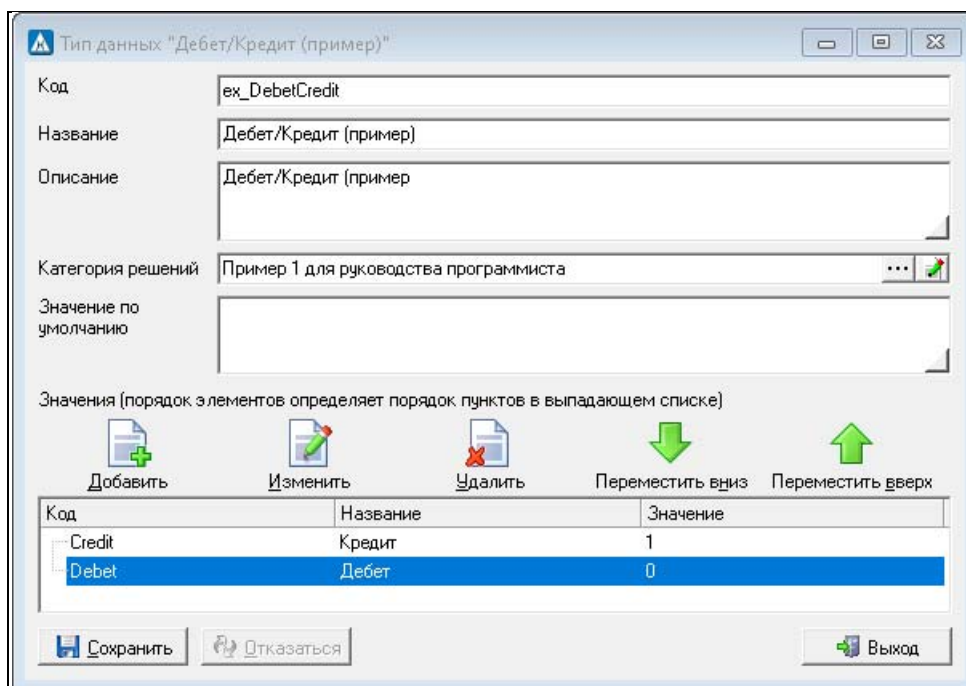 Тип данных "Дебет/Кредит (пример)"
Код
ex_DebetCredit
Название
Дебет/Кредит (пример)
Описание
Дебет/Кредит (пример
Категория решений
Пример 1 для руководства программиста
...
Значение по
умолчанию
Значения (порядок элементов определяет порядок пунктов в выпадающем списке)
Добавить Изменить Удалить Переместить вниз Переместить вверх
Код Название Значение
Credit Кредит 1
Debet Дебет 0
Сохранить Отказаться Выход